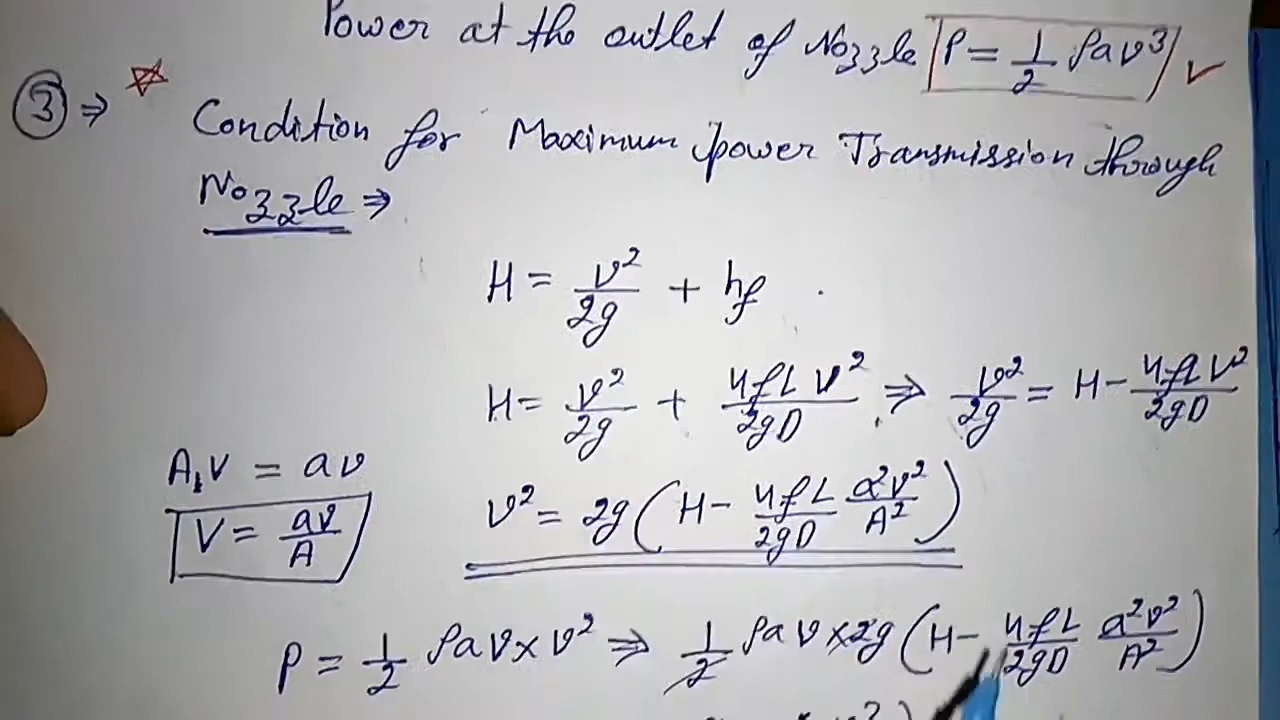 Power at the outlet of Nozzle P = 1/2 ρav³ ✓
③ ⇒ ☆ Condition for Maximum power Transmission through
Nozzle ⇒
H = v²/2g + hf
H = v²/2g + 4fLV²/2gD ⇒ v²/2g = H - 4fLV²/2gD
A₁V = av
V = av/A
v² = 2g(H - 4fL/2gD a²v²/A²)
P = 1/2 ρav × v² ⇒ 1/2 ρav × 2g(H - 4fL/2gD a²v²/A²)